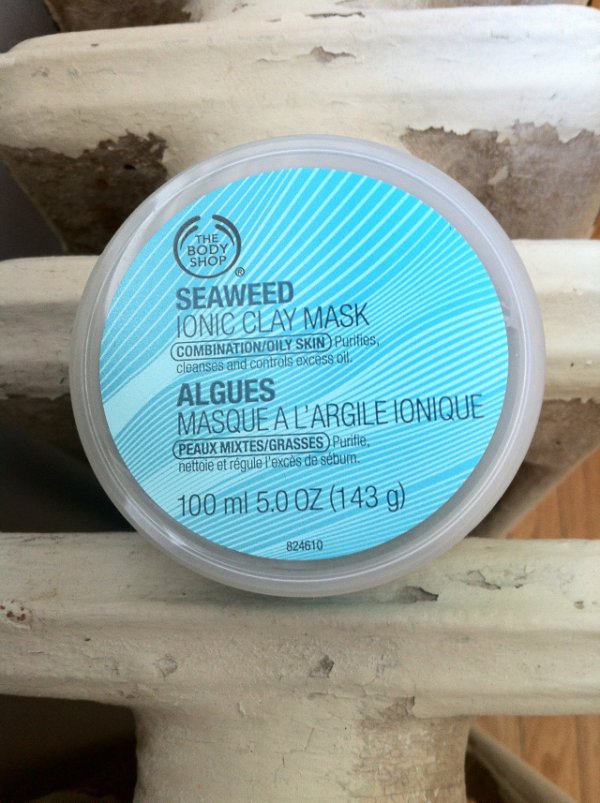 THE
BODY
SHOP
®
SEAWEED
IONIC CLAY MASK
COMBINATION/OILY SKIN Purifies,
cleanses and controls excess oil.
ALGUES
MASQUE A L'ARGILE IONIQUE
PEAUX MIXTES/GRASSES Purifie,
nettoie et régule l'excès de sébum.
100 ml 5.0 OZ (143 g)
824610